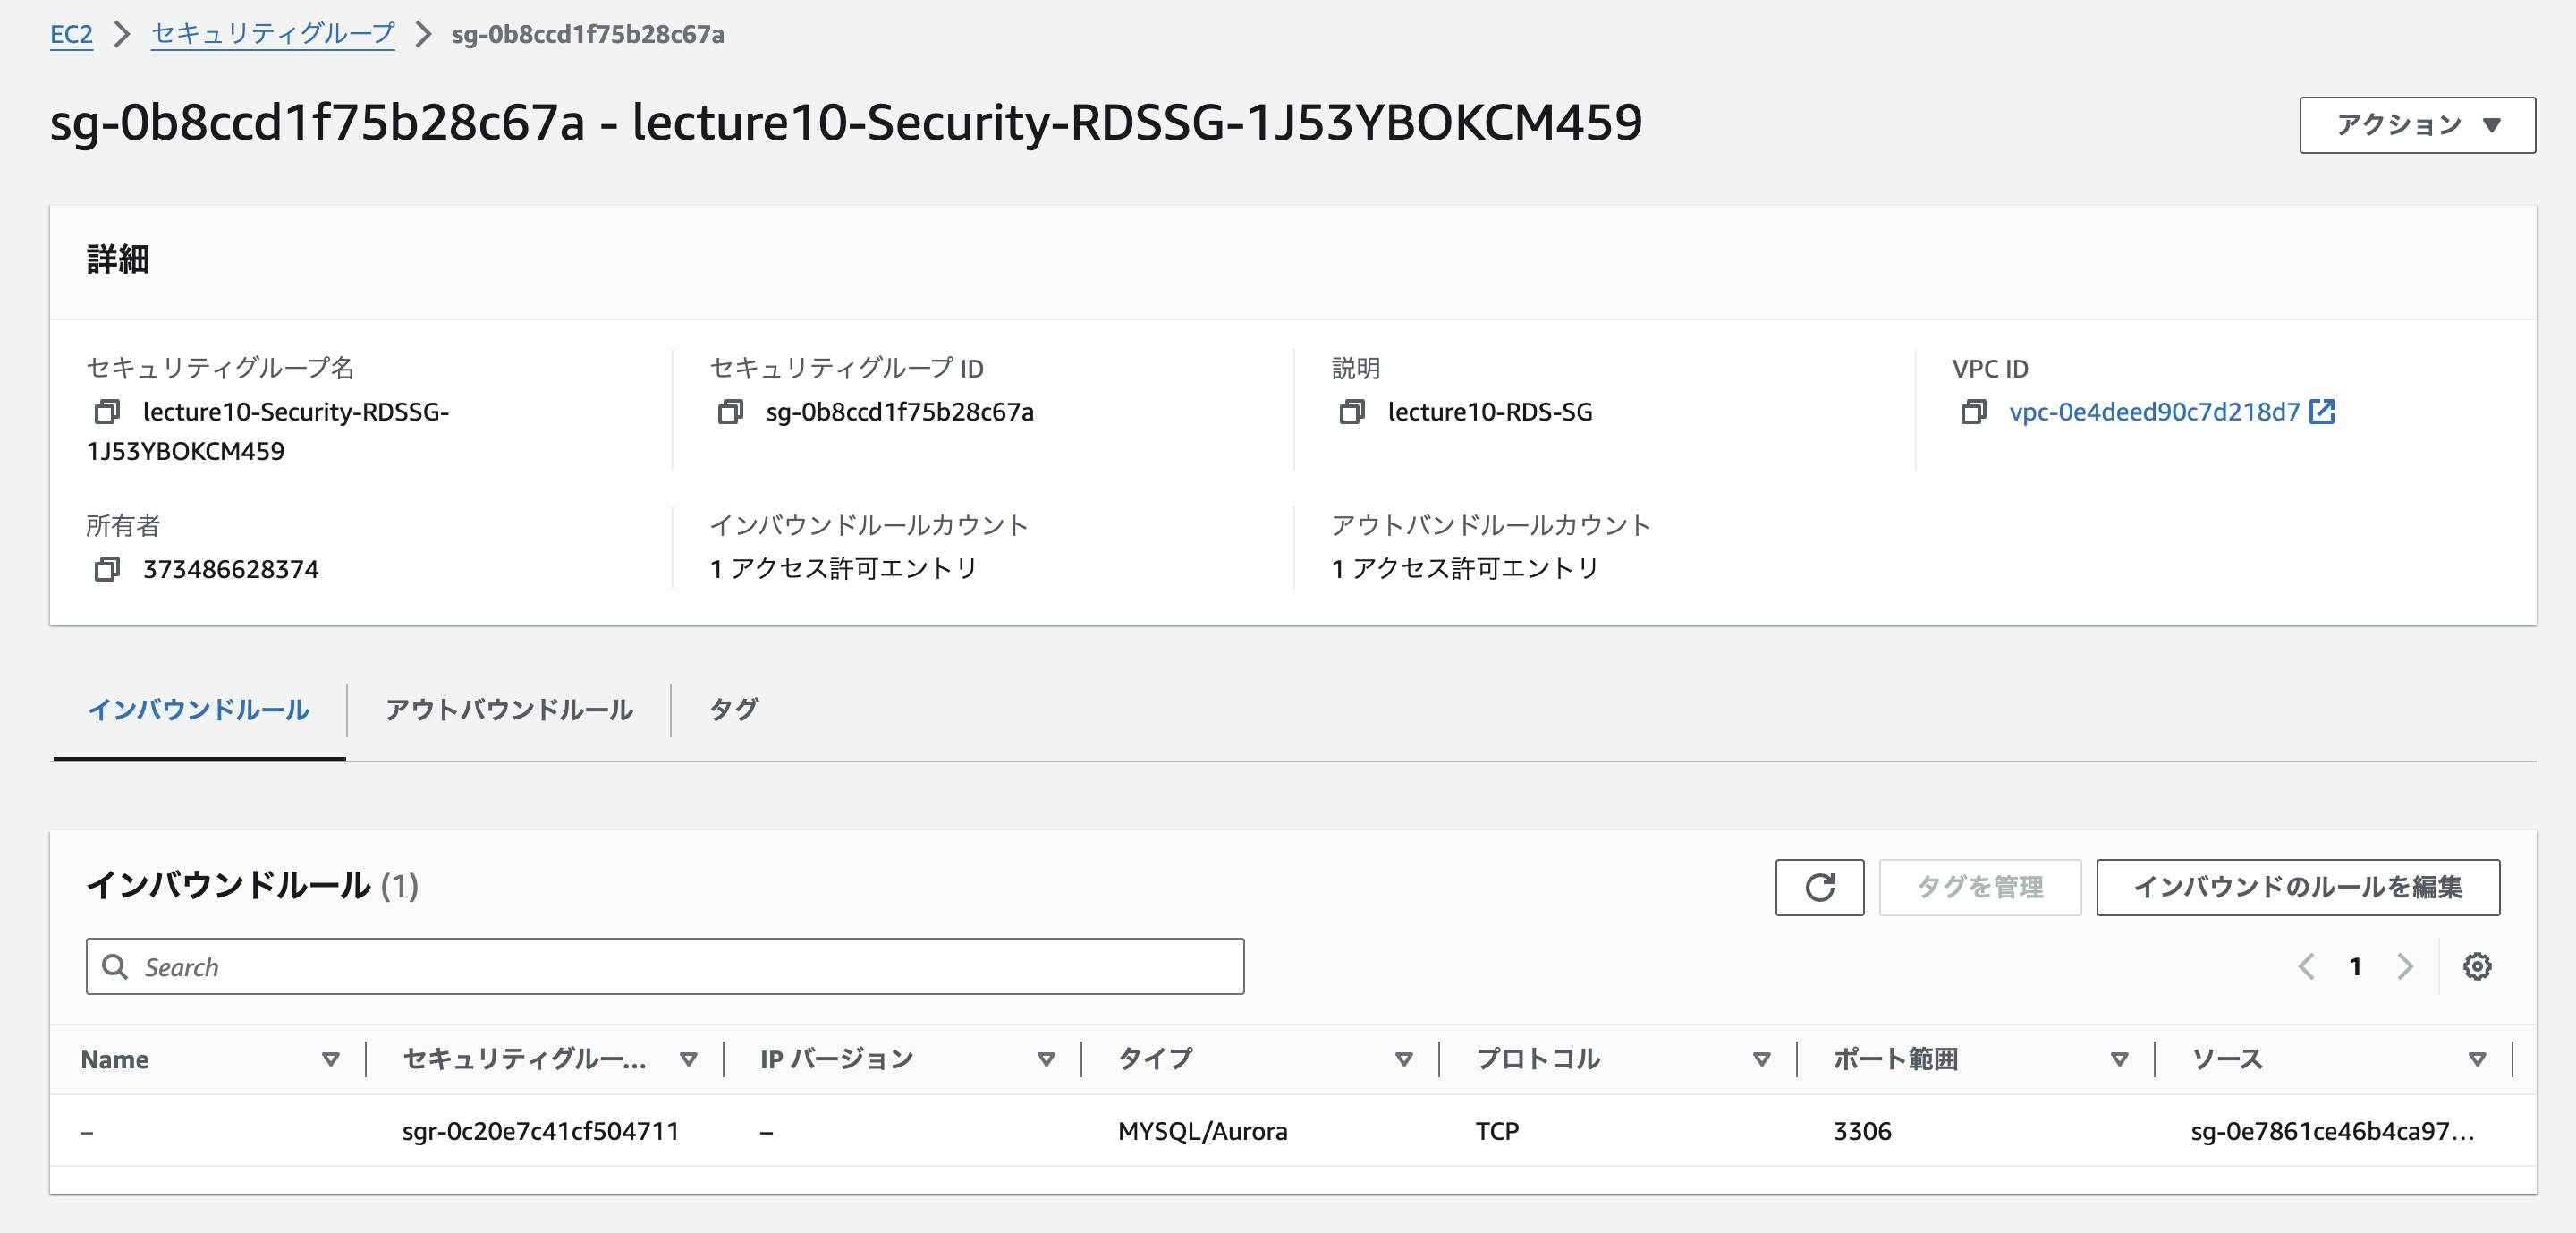 EC2 > セキュリティグループ > sg-0b8ccd1f75b28c67a
sg-0b8ccd1f75b28c67a - lecture10-Security-RDSSG-1J53YBOKCM459
アクション
詳細
セキュリティグループ名
lecture10-Security-RDSSG-
1J53YBOKCM459
セキュリティグループ ID
sg-0b8ccd1f75b28c67a
説明
lecture10-RDS-SG
VPC ID
vpc-0e4deed90c7d218d7
所有者
373486628374
インバウンドルールカウント
1 アクセス許可エントリ
アウトバンドルールカウント
1 アクセス許可エントリ
インバウンドルール
アウトバウンドルール
タグ
インバウンドルール (1)
タグを管理
インバウンドのルールを編集
Search
1
Name セキュリティグルー... IP バージョン タイプ プロトコル ポート範囲 ソース
– sgr-0c20e7c41cf504711 – MYSQL/Aurora TCP 3306 sg-0e7861ce46b4ca97...